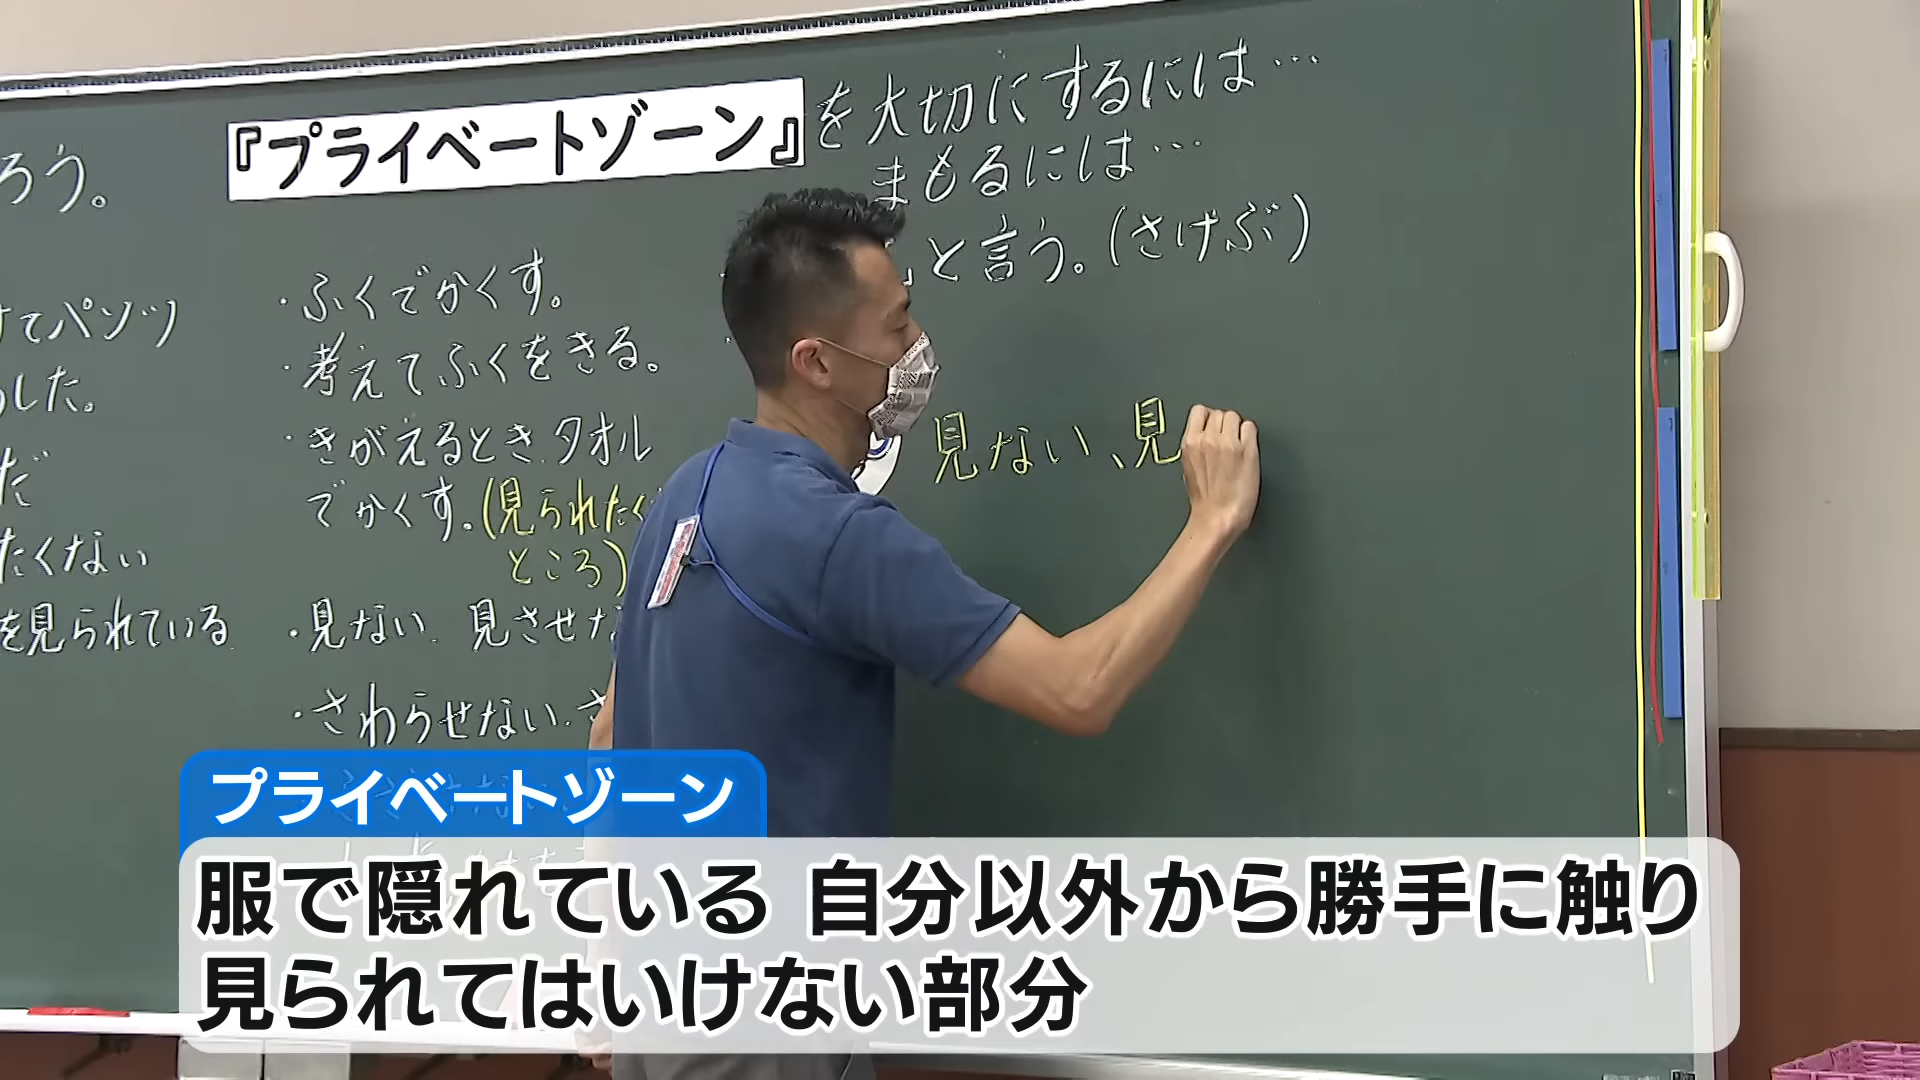 『プライベートゾーン』を大切にするには…
まもるには…
と言う。(さけぶ)
ろう。
・ふくでかくす。
・考えてふくをきる。
・きがえるとき、タオル
でかくす。(見られたく
ところ)
・見ない、見させな
・さわらせない、さ
けてパンツ
した。
だ
たくない
を見られている
見ない、見
プライベートゾーン
服で隠れている 自分以外から勝手に触り
見られてはいけない部分